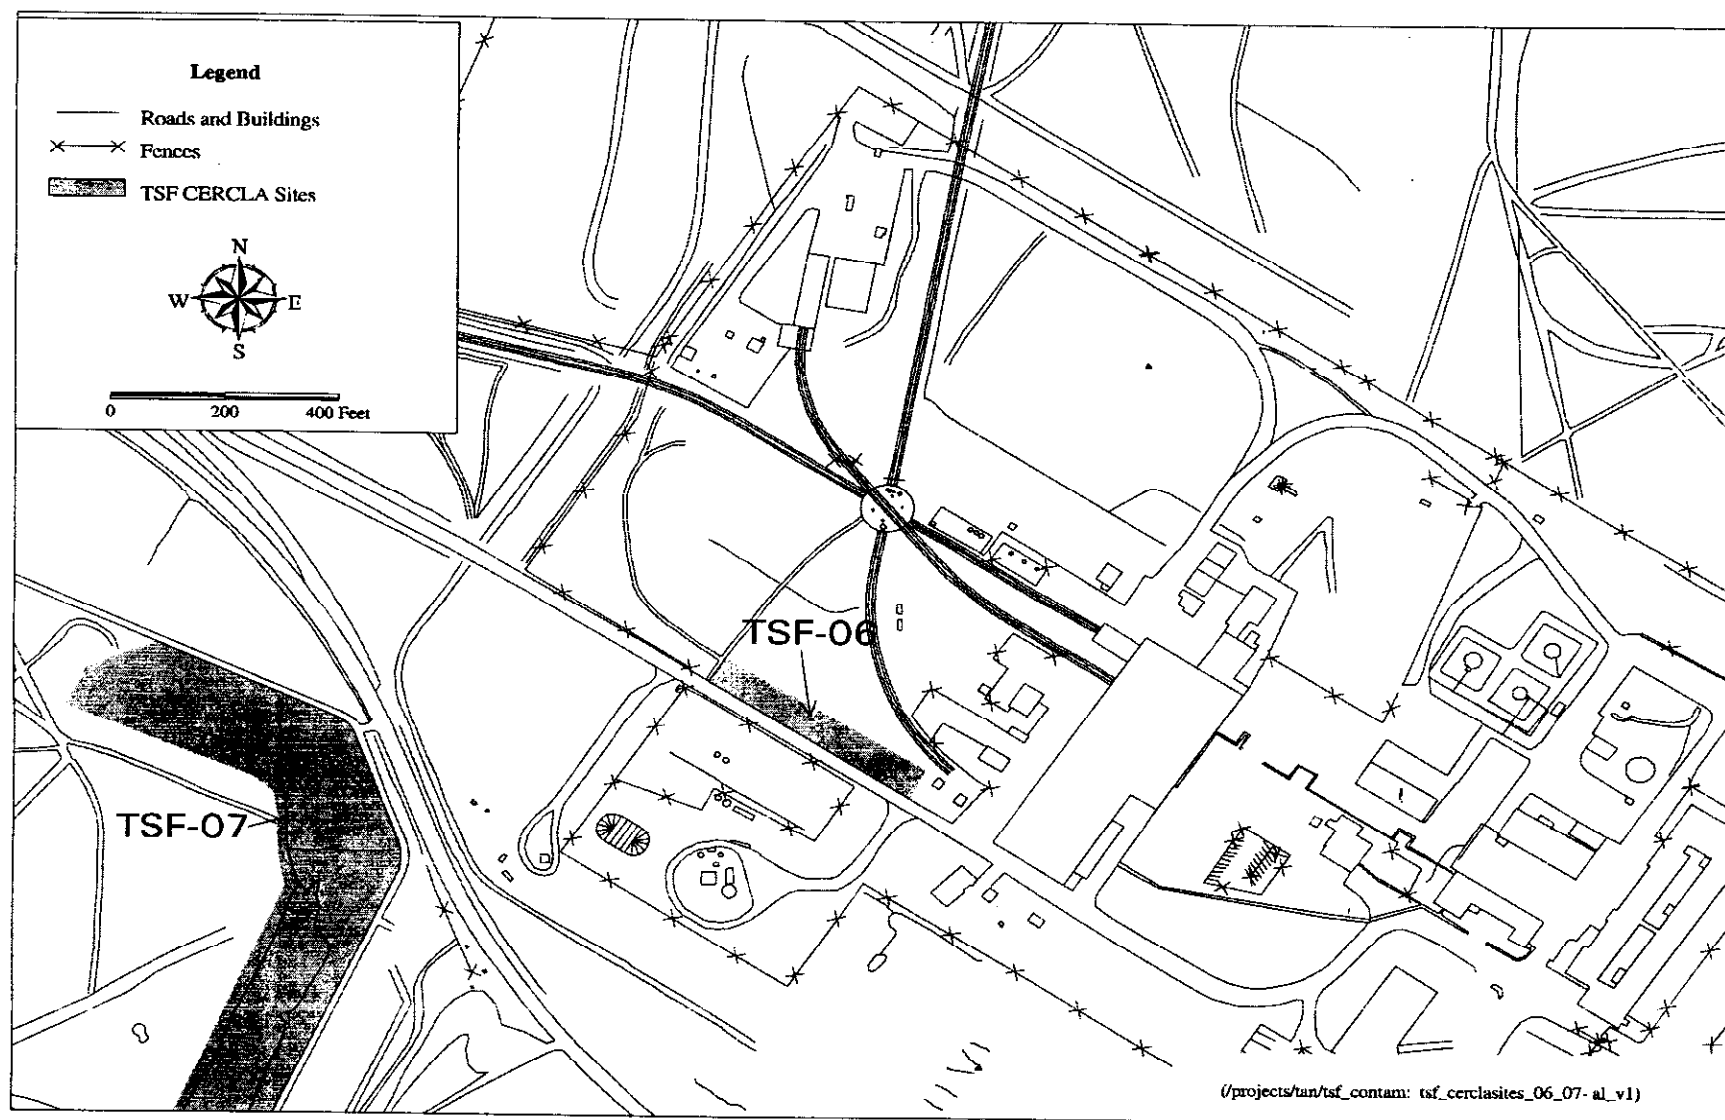 Legend
Roads and Buildings
Fences
TSF CERCLA Sites
N
W E
S
0 200 400 Feet
TSF-06
TSF-07
(/projects/tan/tsf_contam: tsf_cerclasites_06_07- al_v1)